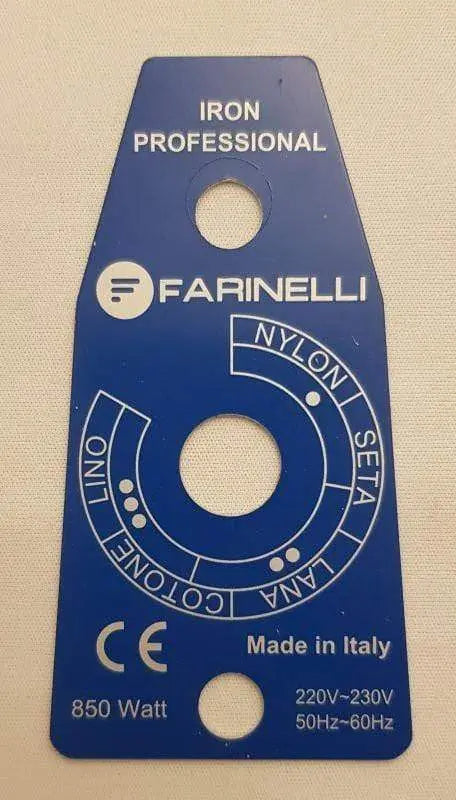 IRON
PROFESSIONAL
FARINELLI
NYLON
SETA
LANA
COTONE
LINO
CE
Made in Italy
850 Watt
220V~230V
50Hz~60Hz